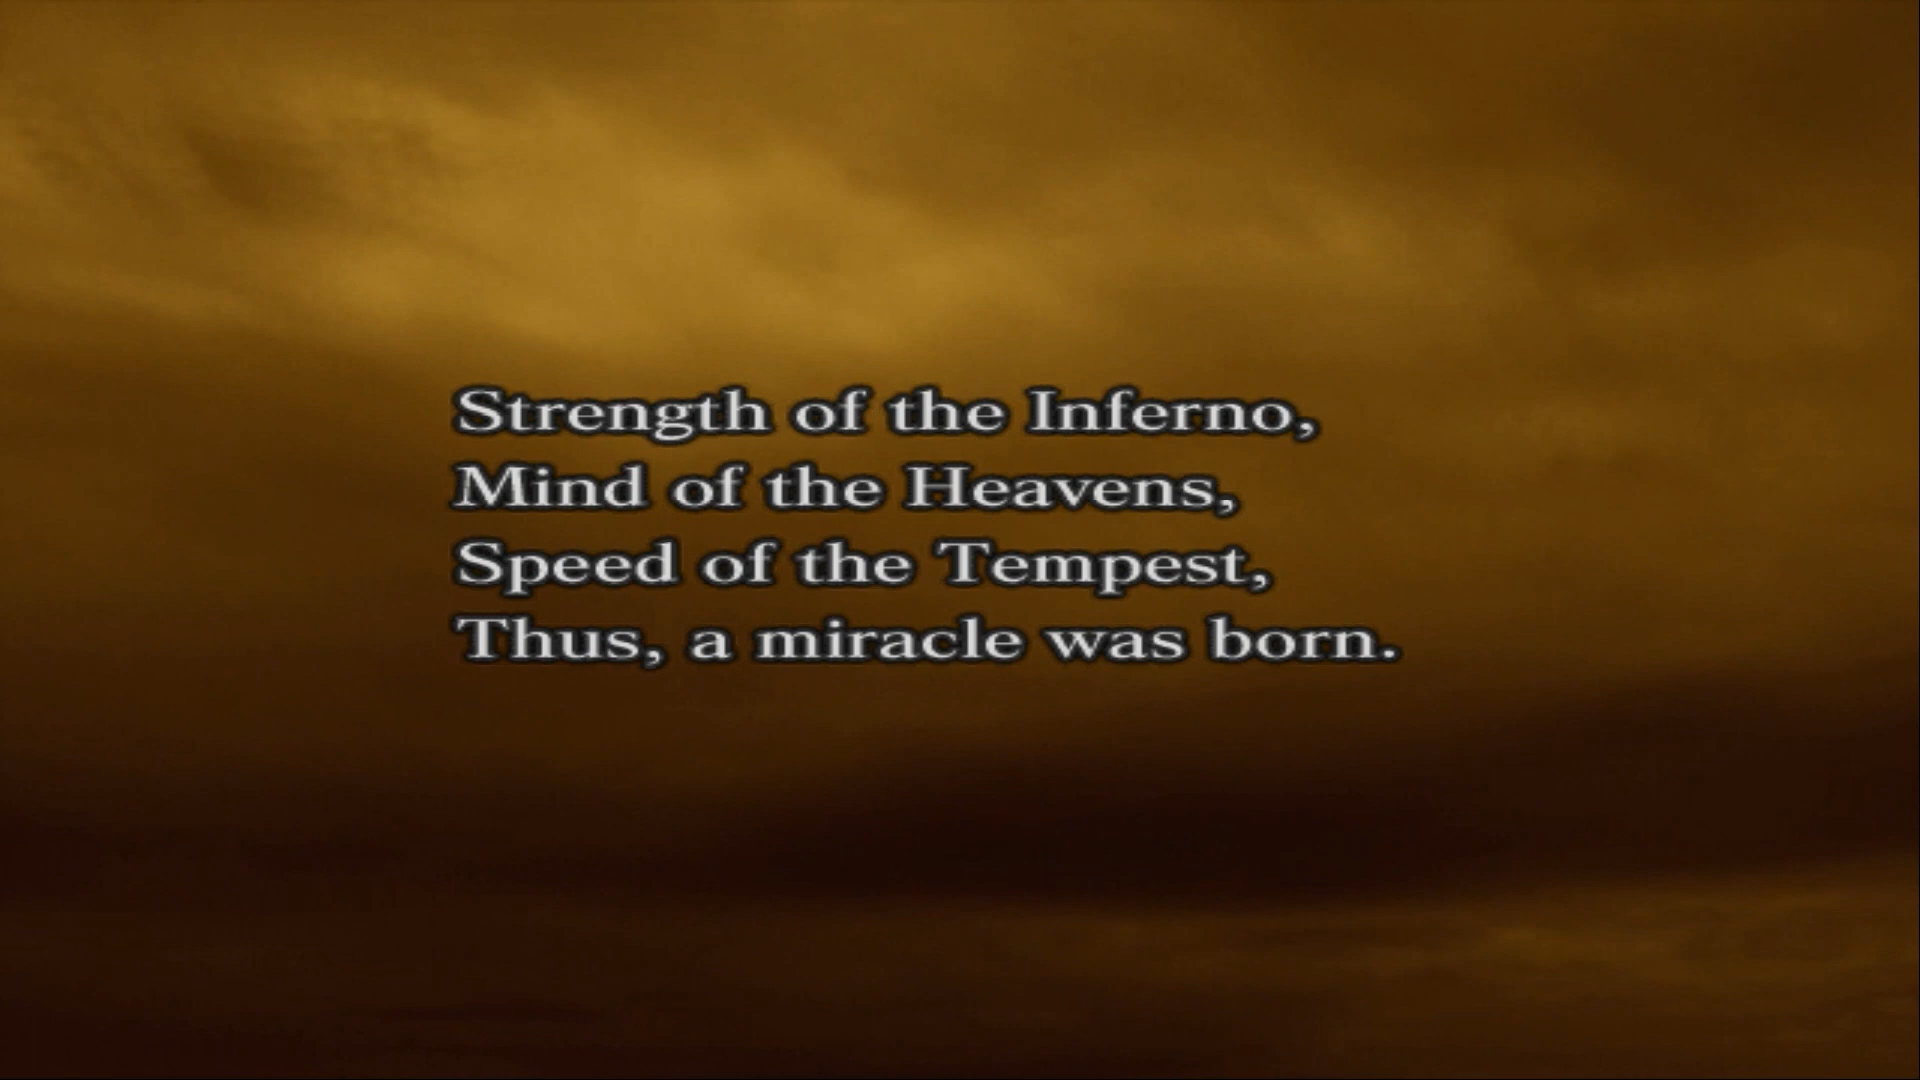 Strength of the Inferno,
Mind of the Heavens,
Speed of the Tempest,
Thus, a miracle was born.